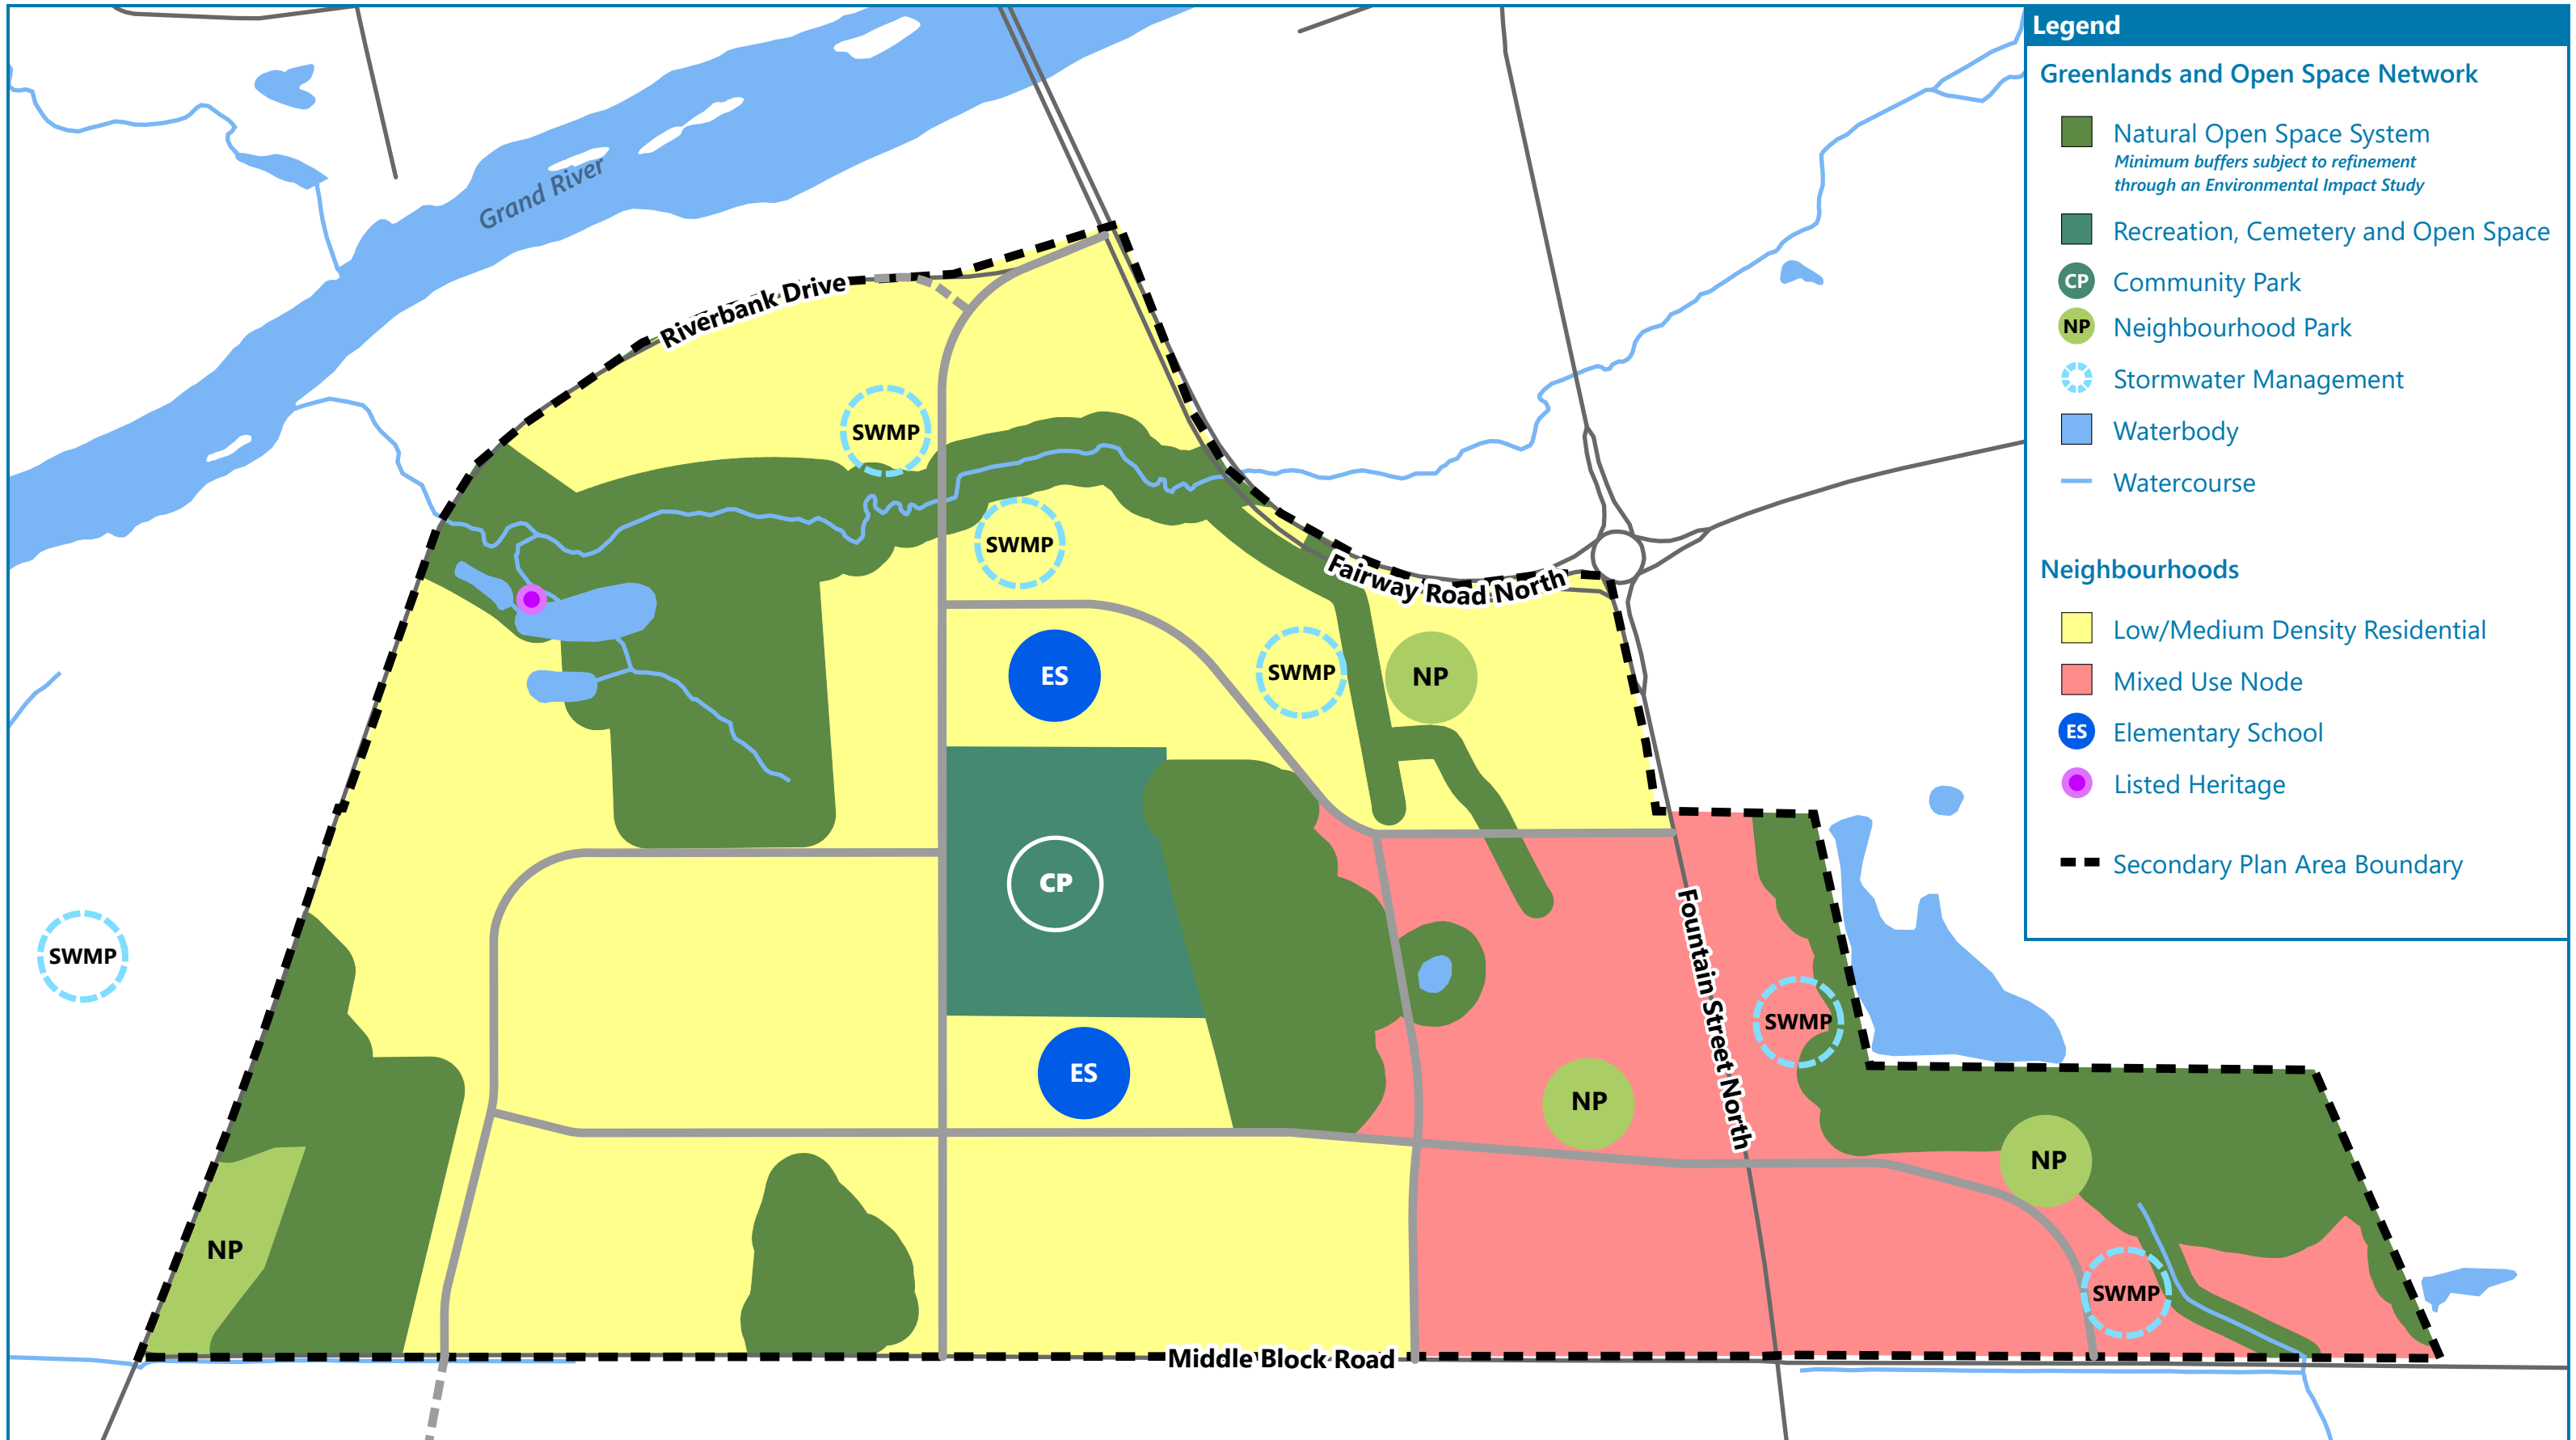 Legend
Greenlands and Open Space Network
Natural Open Space System
Minimum buffers subject to refinement
through an Environmental Impact Study
Recreation, Cemetery and Open Space
CP Community Park
NP Neighbourhood Park
Stormwater Management
Waterbody
Watercourse
Neighbourhoods
Low/Medium Density Residential
Mixed Use Node
ES Elementary School
Listed Heritage
Secondary Plan Area Boundary
Grand River
Riverbank Drive
SWMP
SWMP
Fairway Road North
ES
SWMP
NP
CP
Fountain Street North
SWMP
SWMP
ES
NP
NP
NP
SWMP
Middle Block Road